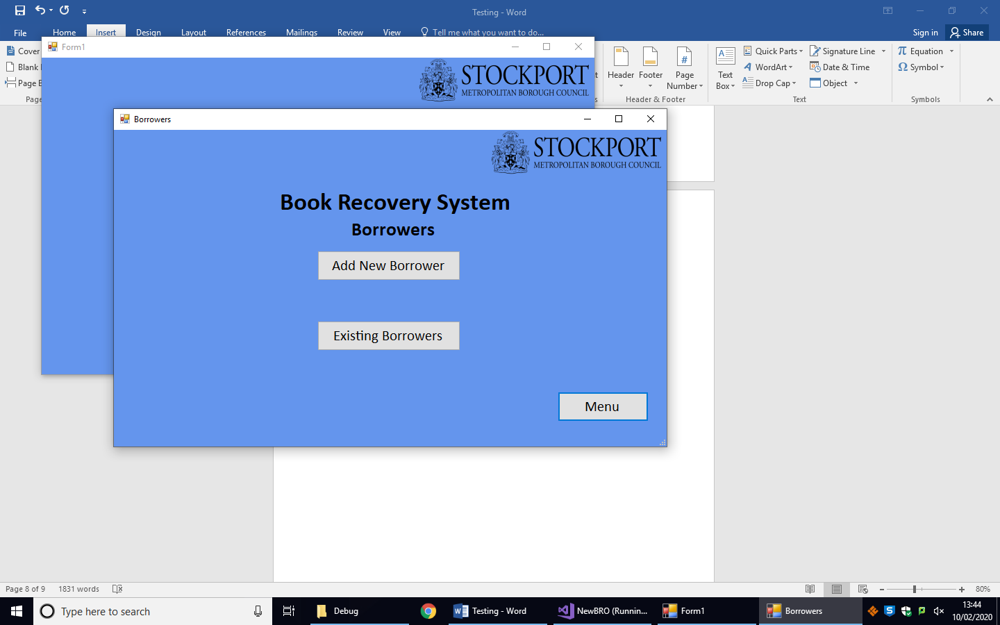 Testing - Word
File Home Insert Design Layout References Mailings Review View Tell me what you want to do... Sign in Share
Form1
Cover
Blank
Page
Page
STOCKPORT
METROPOLITAN BOROUGH COUNCIL
Header
Footer
Page
Number
Header & Footer
Text
Box
Quick Parts
WordArt
Drop Cap
Signature Line
Date & Time
Object
Text
Equation
Symbol
Symbols
Borrowers
STOCKPORT
METROPOLITAN BOROUGH COUNCIL
Book Recovery System
Borrowers
Add New Borrower
Existing Borrowers
Menu
Page 8 of 9 1831 words 80%
Type here to search Debug Testing - Word NewBRO (Runnin... Form1 Borrowers
13:44
10/02/2020